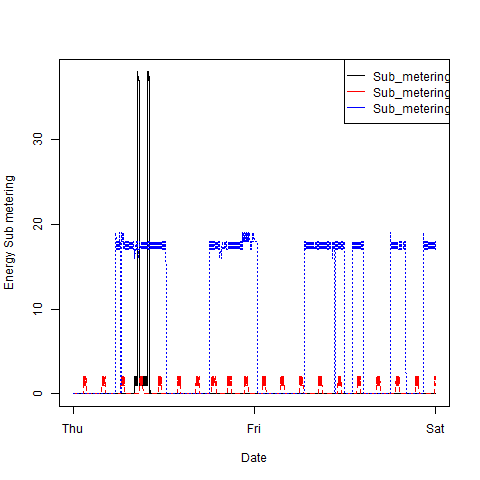 Sub_metering
Sub_metering
Sub_metering
Energy Sub metering
30
20
10
0
Thu
Fri
Sat
Date